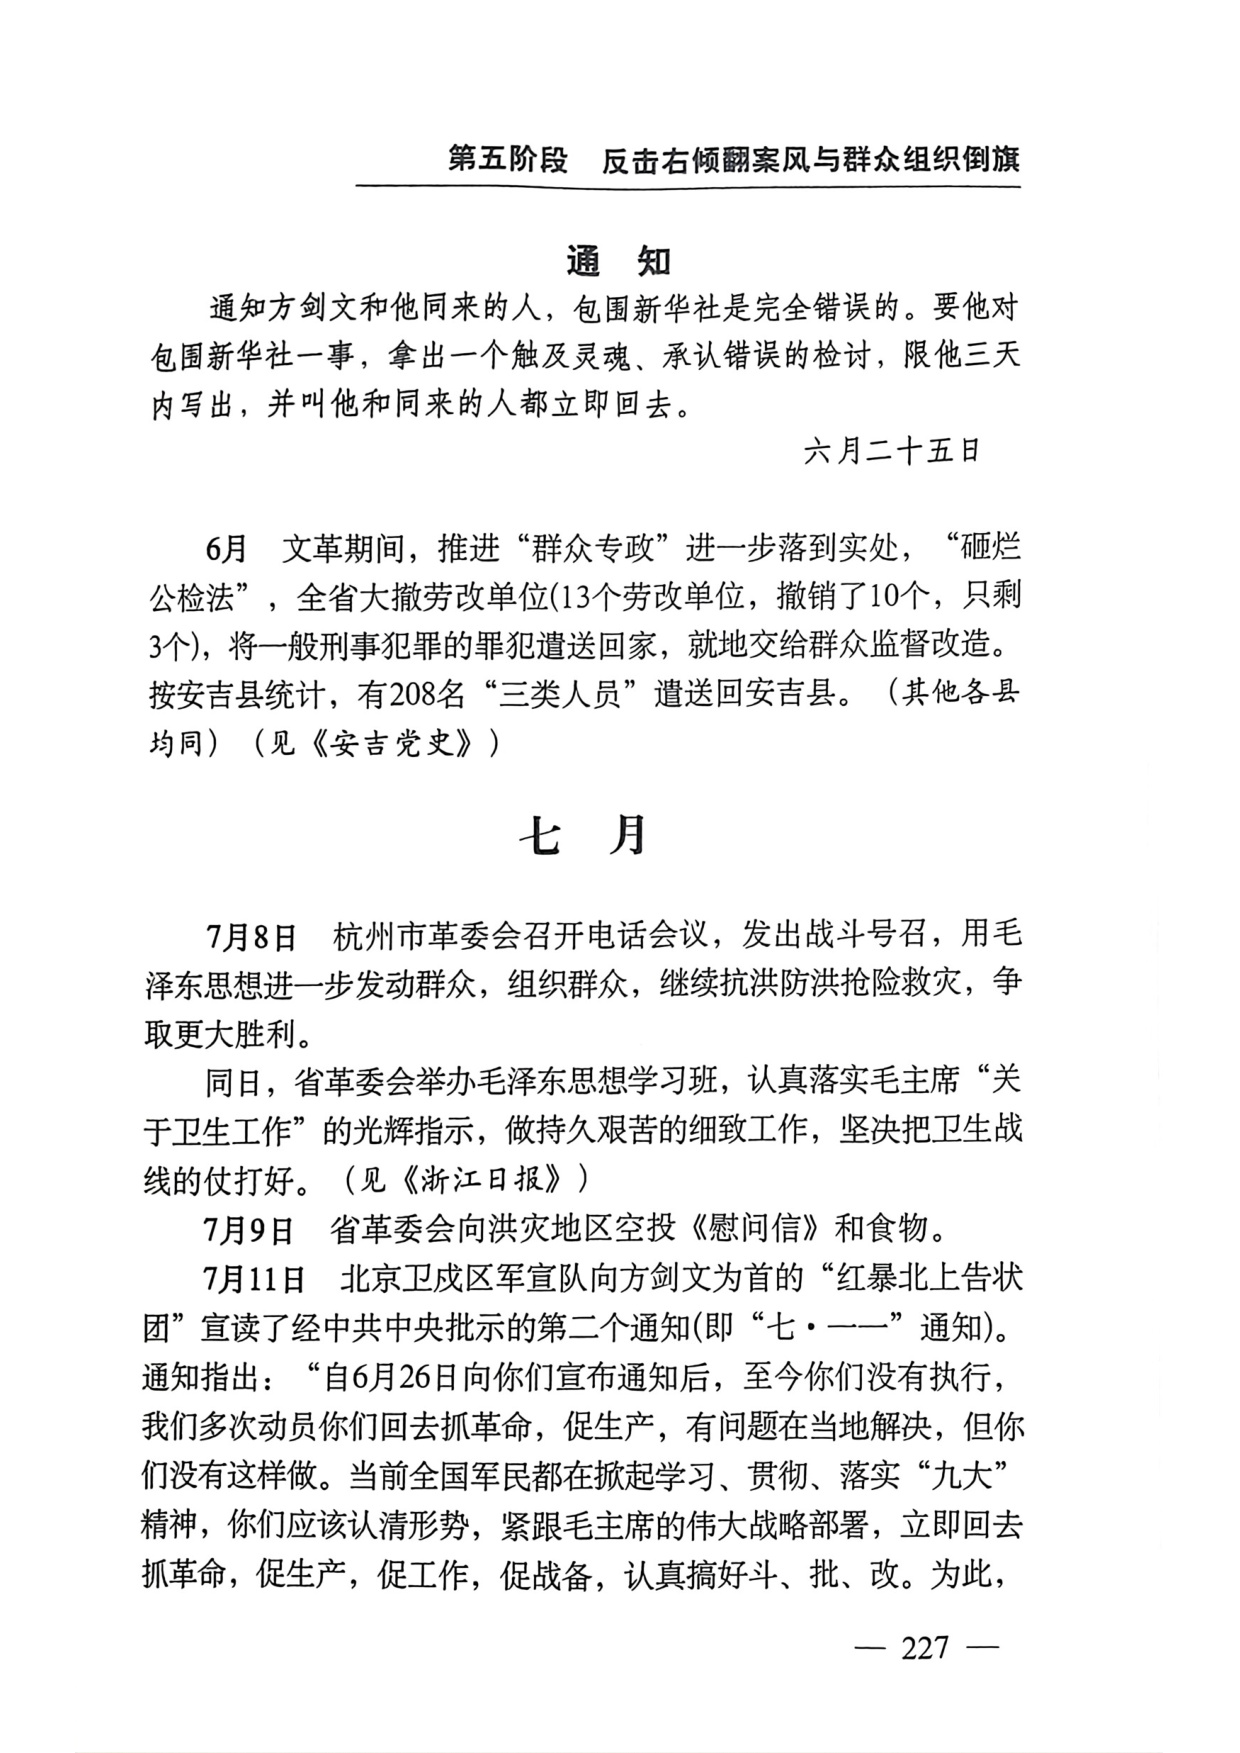 第五阶段 反击右倾翻案风与群众组织倒旗
通 知
通知方剑文和他同来的人，包围新华社是完全错误的。要他对
包围新华社一事，拿出一个触及灵魂、承认错误的检讨，限他三天
内写出，并叫他和同来的人都立即回去。
六月二十五日
6月 文革期间，推进“群众专政”进一步落到实处，“砸烂
公检法”，全省大撤劳改单位(13个劳改单位，撤销了10个，只剩
3个)，将一般刑事犯罪的罪犯遣送回家，就地交给群众监督改造。
按安吉县统计，有208名“三类人员”遣送回安吉县。（其他各县
均同）（见《安吉党史》）
七 月
7月8日 杭州市革委会召开电话会议，发出战斗号召，用毛
泽东思想进一步发动群众，组织群众，继续抗洪防洪抢险救灾，争
取更大胜利。
同日，省革委会举办毛泽东思想学习班，认真落实毛主席“关
于卫生工作”的光辉指示，做持久艰苦的细致工作，坚决把卫生战
线的仗打好。（见《浙江日报》）
7月9日 省革委会向洪灾地区空投《慰问信》和食物。
7月11日 北京卫戍区军宣队向方剑文为首的“红暴北上告状
团”宣读了经中共中央批示的第二个通知(即“七·一一”通知)。
通知指出：“自6月26日向你们宣布通知后，至今你们没有执行，
我们多次动员你们回去抓革命，促生产，有问题在当地解决，但你
们没有这样做。当前全国军民都在掀起学习、贯彻、落实“九大”
精神，你们应该认清形势，紧跟毛主席的伟大战略部署，立即回去
抓革命，促生产，促工作，促战备，认真搞好斗、批、改。为此，
— 227 —